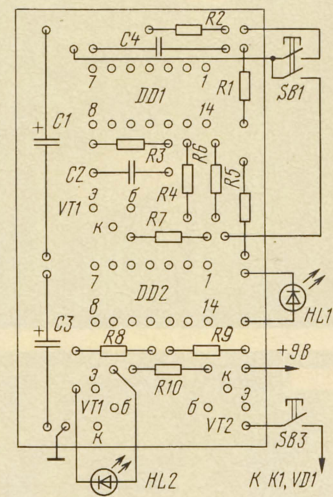 R2
C4
7 1 R1
DD1 SB1
8 14
C1 +
R3 R6
C2 R4 R5
Э б
VT1
к R7
7 1
DD2
8 14 HL1
C3 +
R8 R9
+9В
R10 к
Э б Э
VT1 VT2
к SB3
HL2 К К1, VD1